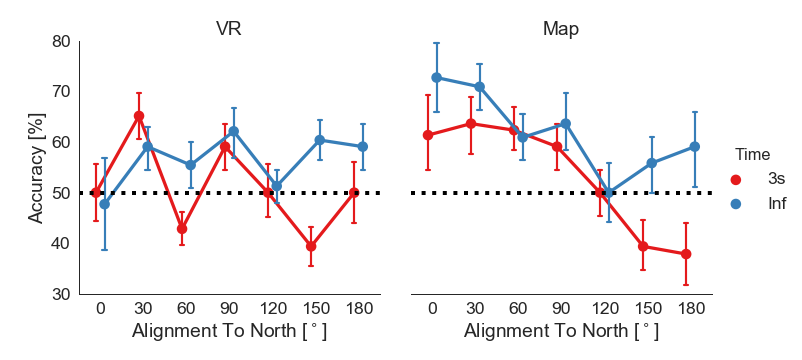 VR
Map
Accuracy [%]
80
70
60
50
40
30
0 30 60 90 120 150 180
0 30 60 90 120 150 180
Alignment To North [°]
Alignment To North [°]
Time
3s
Inf